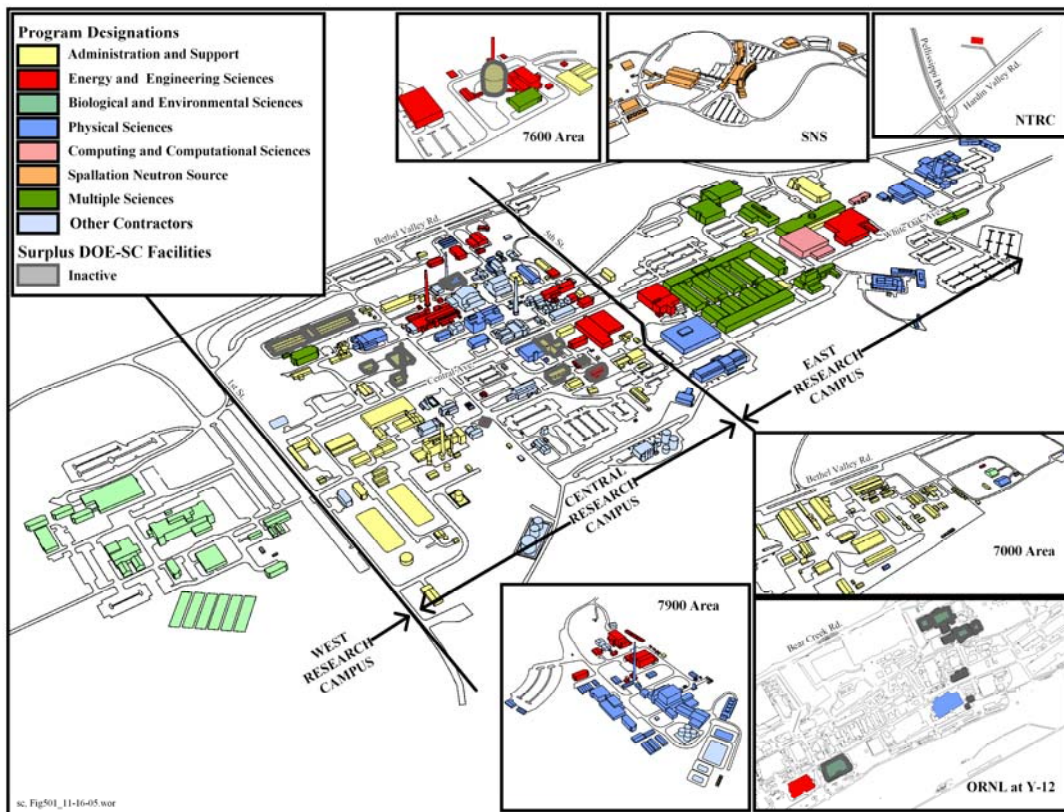 Program Designations
Administration and Support
Energy and Engineering Sciences
Biological and Environmental Sciences
Physical Sciences
Computing and Computational Sciences
Spallation Neutron Source
Multiple Sciences
Other Contractors
Surplus DOE-SC Facilities
Inactive
7600 Area
SNS
Pellissippi Pkwy.
Hardin Valley Rd.
NTRC
Bethel Valley Rd.
5th St.
White Oak Ave.
Central Ave.
1st St.
EAST
RESEARCH
CAMPUS
CENTRAL
RESEARCH
CAMPUS
WEST
RESEARCH
CAMPUS
Bethel Valley Rd.
7000 Area
7900 Area
Bear Creek Rd.
ORNL at Y-12
sc. Fig501_11-16-05.wor